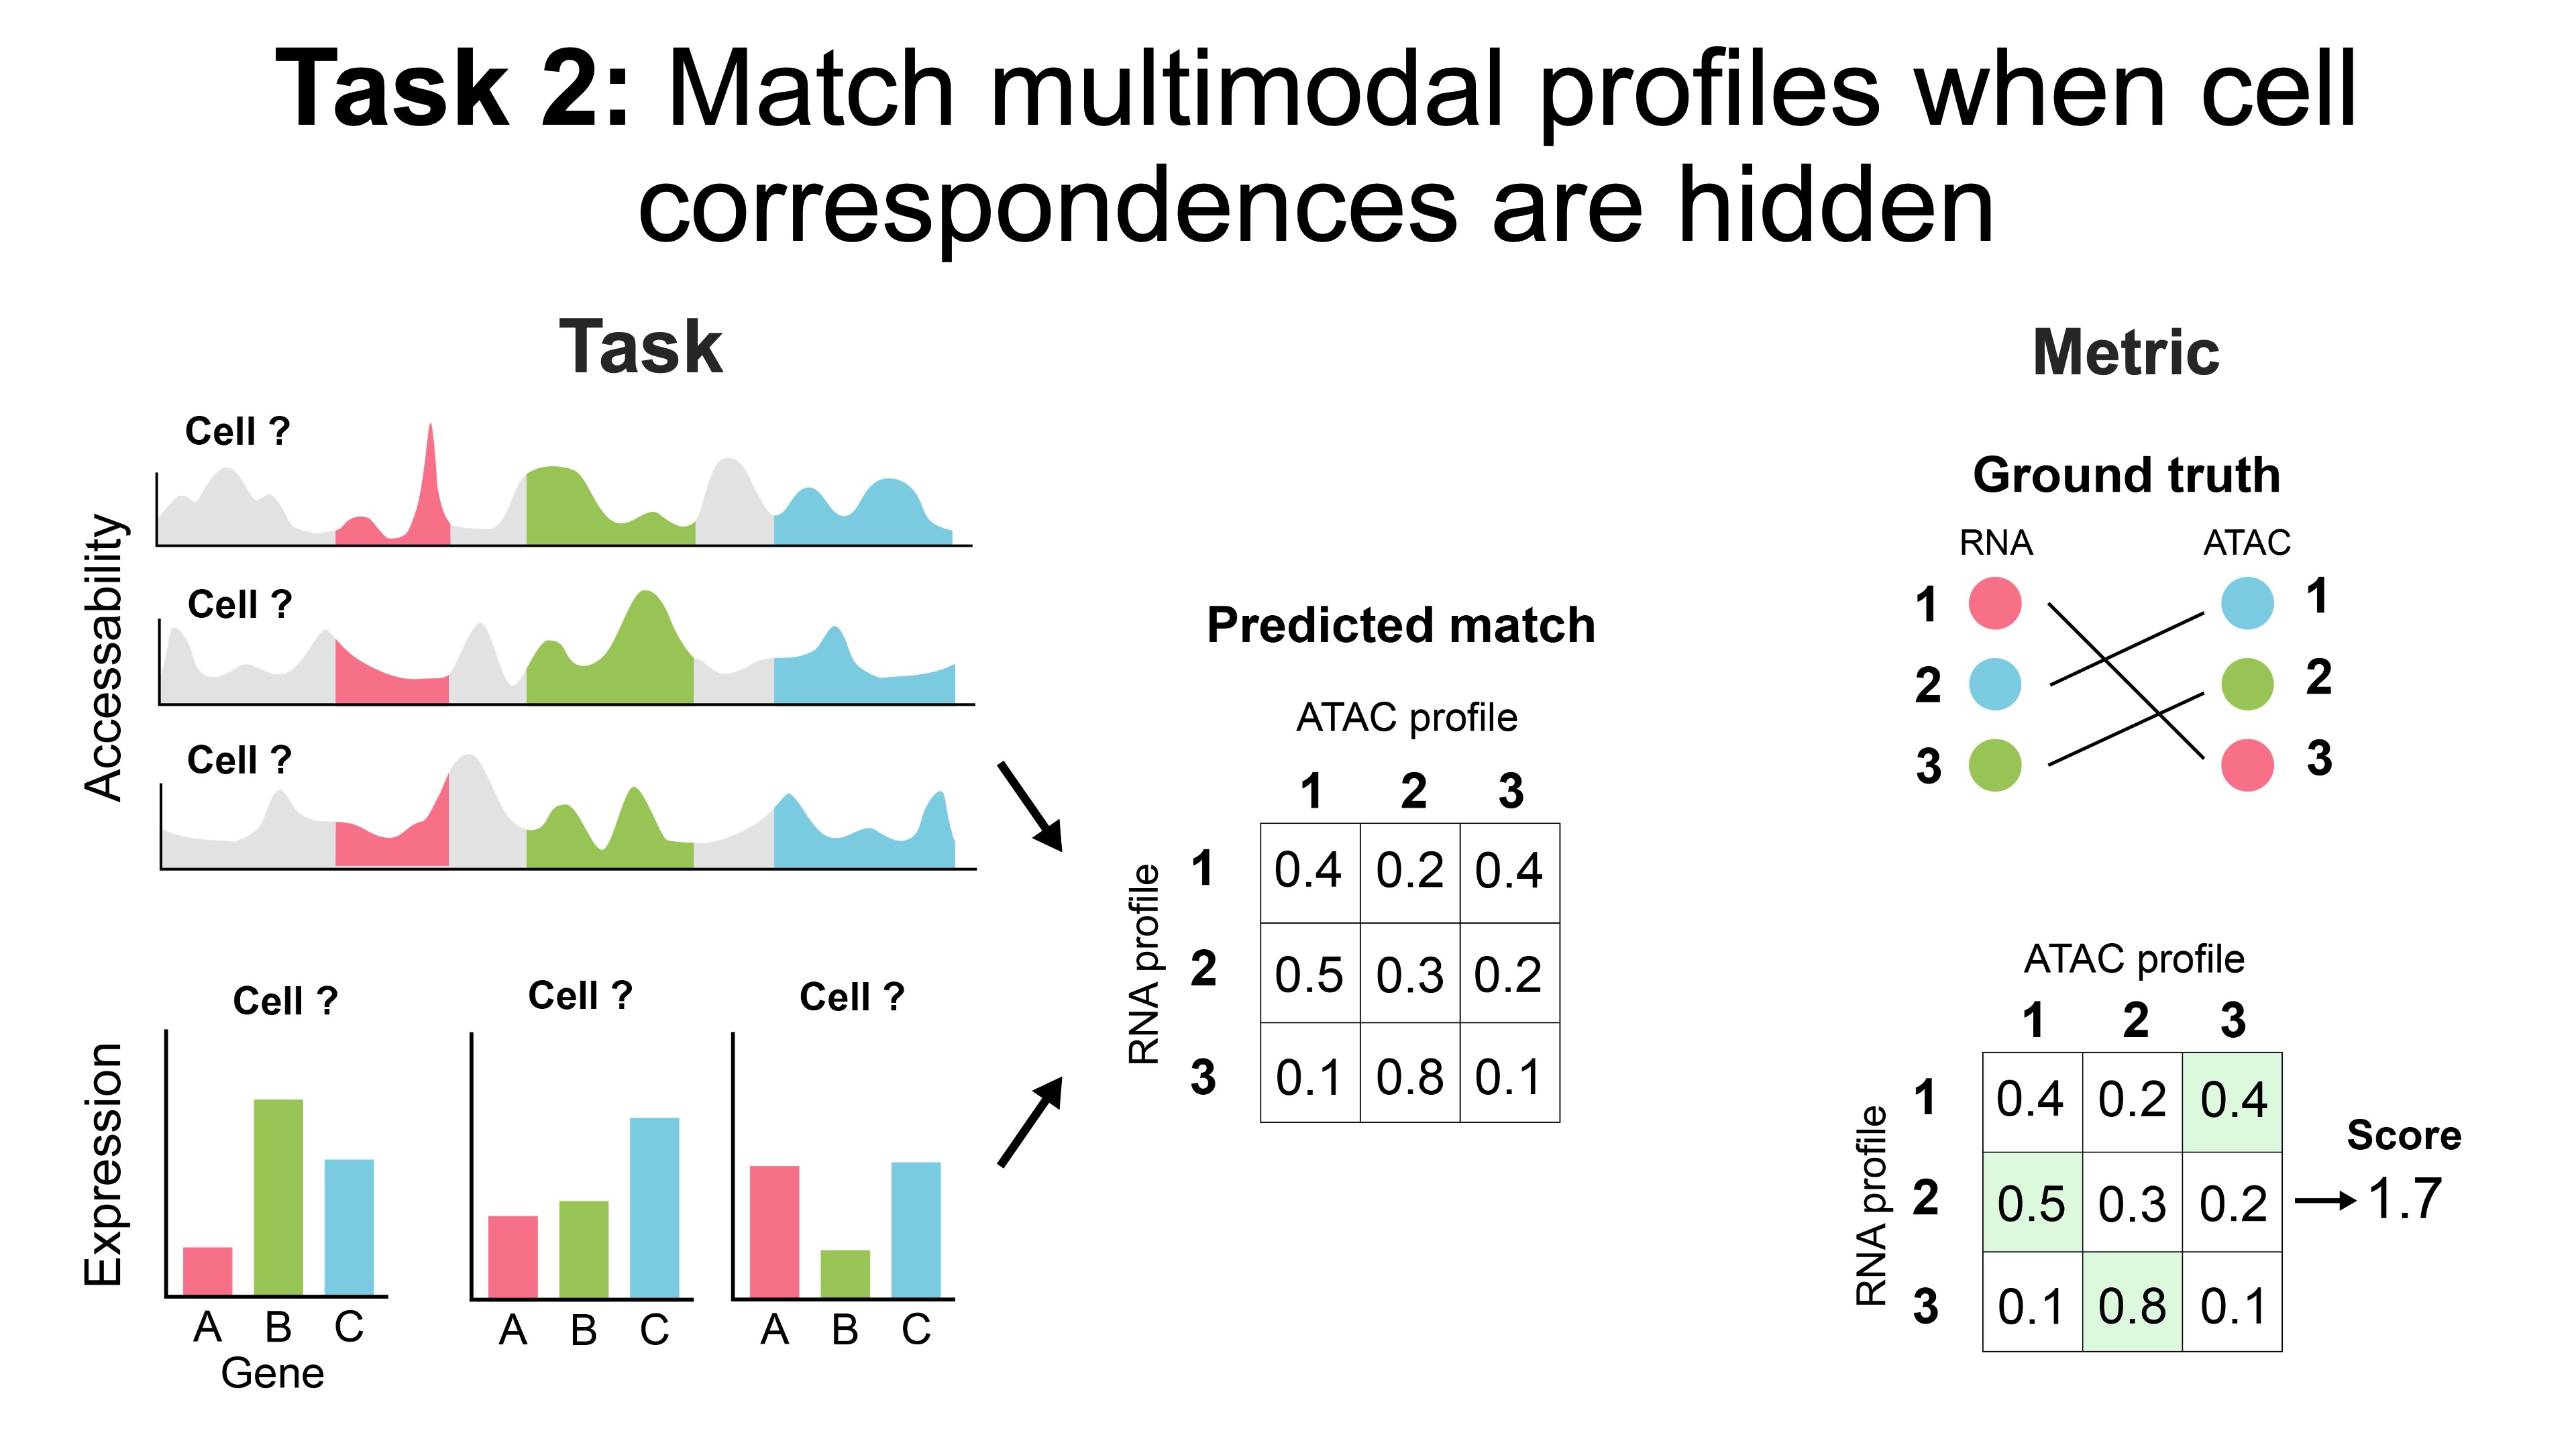 Task 2: Match multimodal profiles when cell
correspondences are hidden
Task
Accessability
Cell ?
Cell ?
Cell ?
Expression
Cell ?
A B C
Gene
Cell ?
A B C
Cell ?
A B C
Predicted match
ATAC profile
1 2 3
RNA profile
1 0.4 0.2 0.4
2 0.5 0.3 0.2
3 0.1 0.8 0.1
Metric
Ground truth
RNA ATAC
1 1
2 2
3 3
ATAC profile
1 2 3
RNA profile
1 0.4 0.2 0.4
2 0.5 0.3 0.2
3 0.1 0.8 0.1
Score
1.7